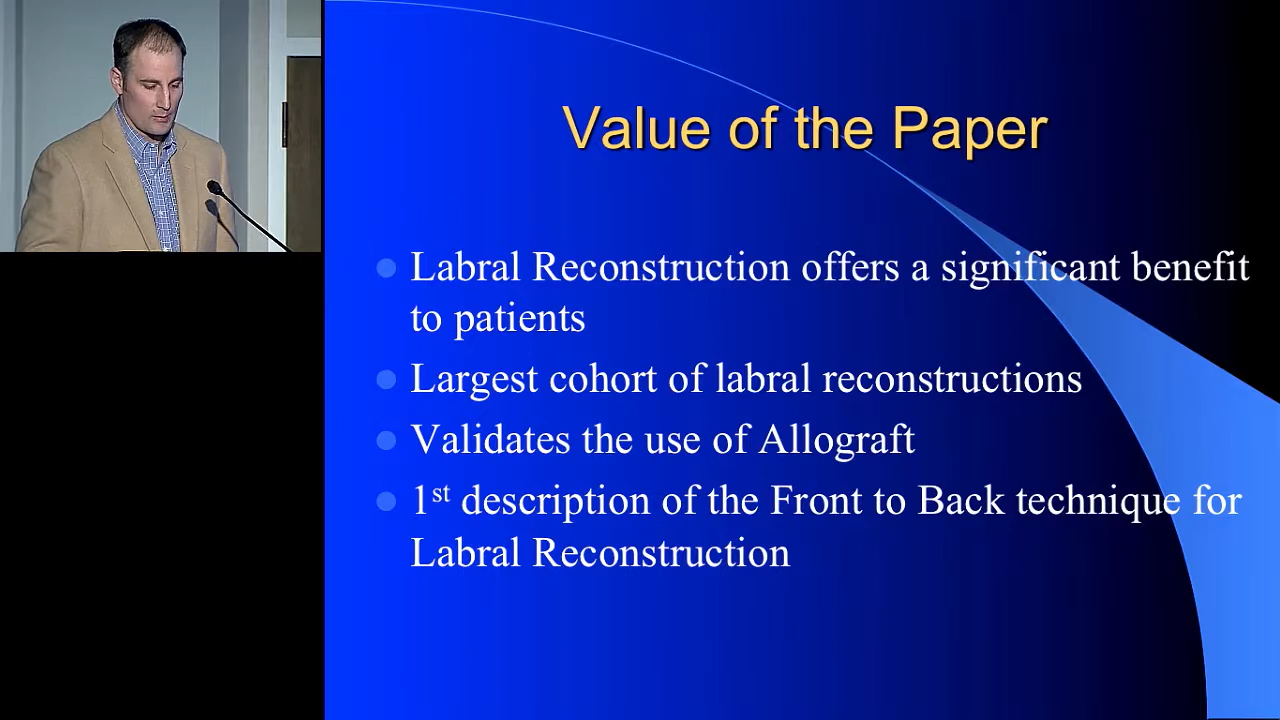 Value of the Paper
Labral Reconstruction offers a significant benefit
to patients
Largest cohort of labral reconstructions
Validates the use of Allograft
1st description of the Front to Back technique for
Labral Reconstruction